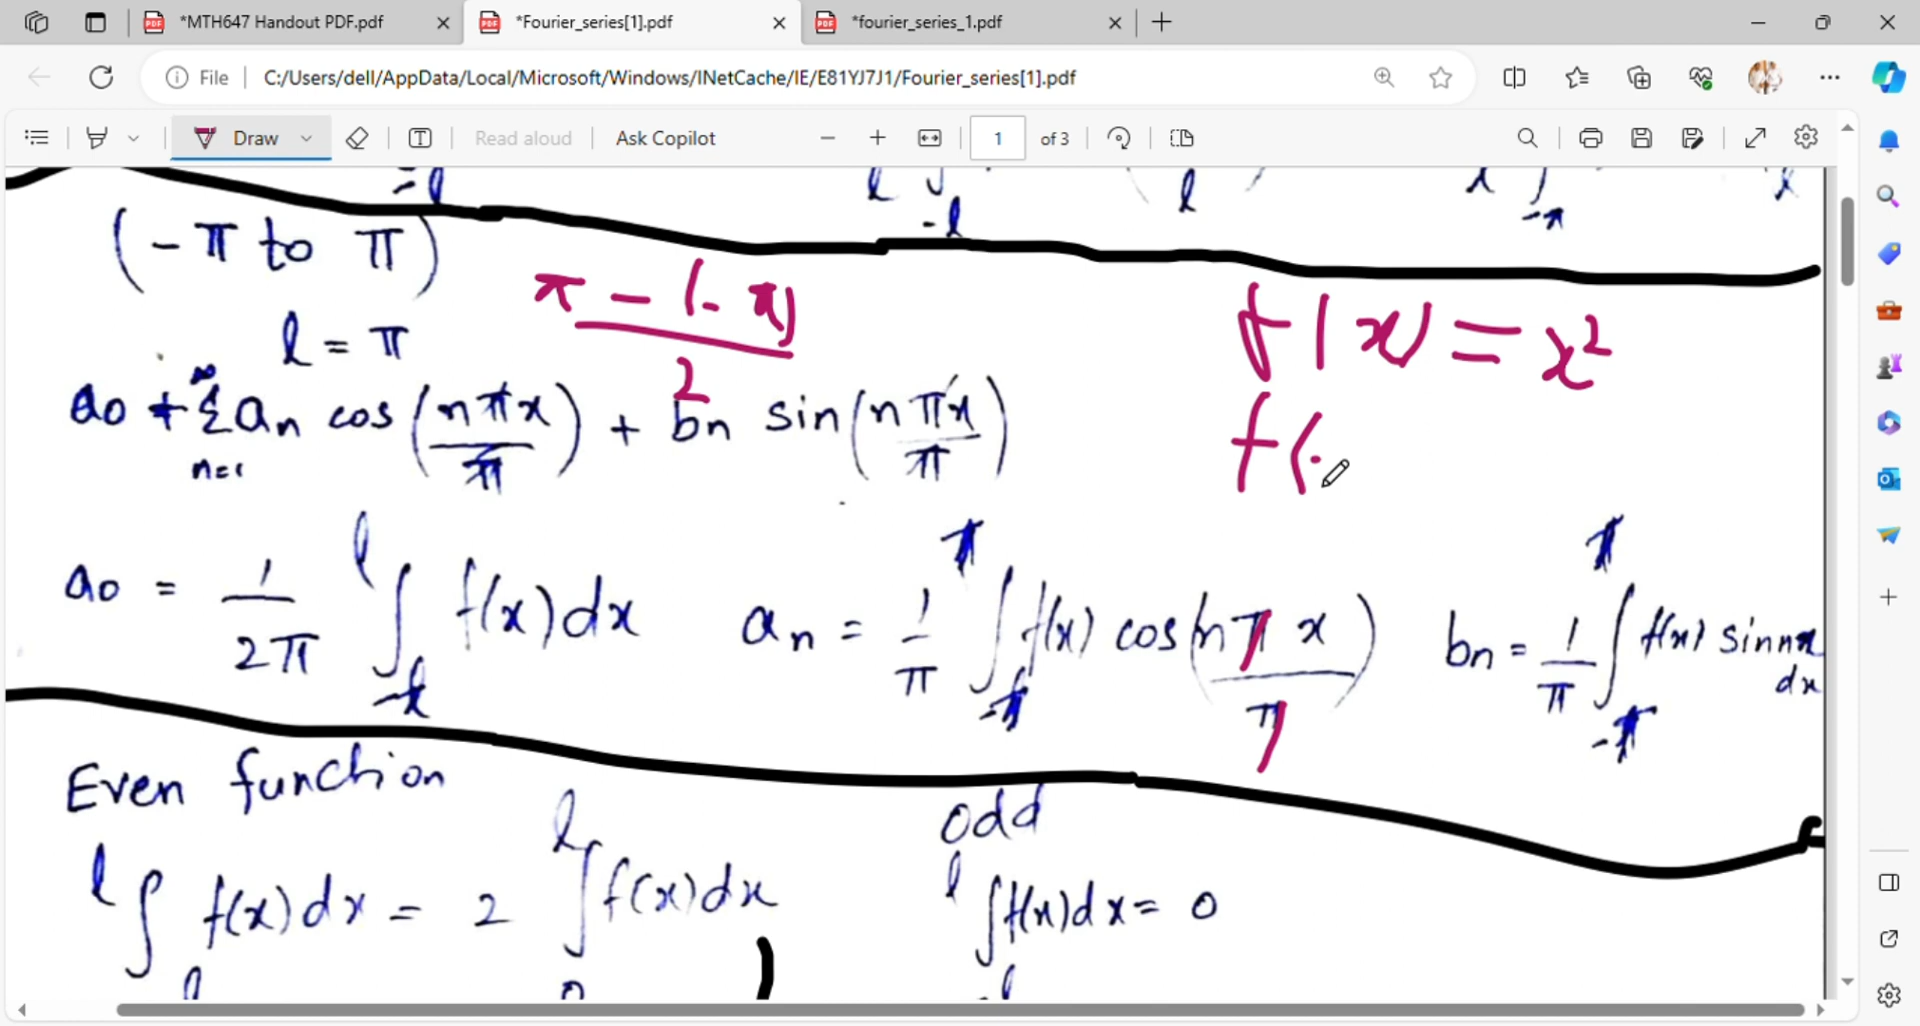 *MTH647 Handout PDF.pdf
*Fourier_series[1].pdf
*fourier_series_1.pdf
File
C:/Users/dell/AppData/Local/Microsoft/Windows/INetCache/IE/E81YJ7J1/Fourier_series[1].pdf
Draw
Read aloud
Ask Copilot
1 of 3
= l
l -l
l
-π
l
(-π to π)
l = π
π - (-π)
2
f(x) = x²
f(-
a0 + ∞ Σ n=1 an cos(nπx/π) + bn sin(nπx/π)
a0 = 1/2π ∫ l -l f(x)dx an = 1/π ∫ π -π f(x) cos(nπx/π) bn = 1/π ∫ π -π f(x) sin nx dx
Even function
odd
l ∫ f(x)dx = 2 l ∫ 0 f(x)dx
l ∫ -l f(x)dx = 0